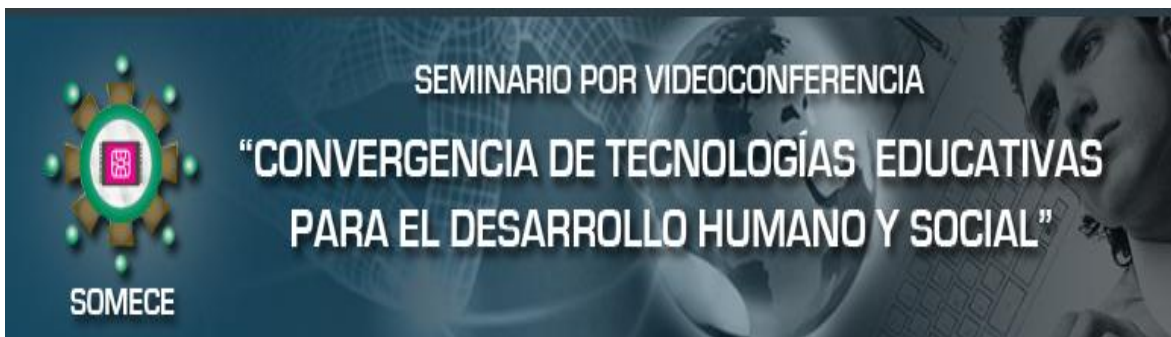 SEMINARIO POR VIDEOCONFERENCIA
“CONVERGENCIA DE TECNOLOGÍAS EDUCATIVAS
PARA EL DESARROLLO HUMANO Y SOCIAL”
SOMECE